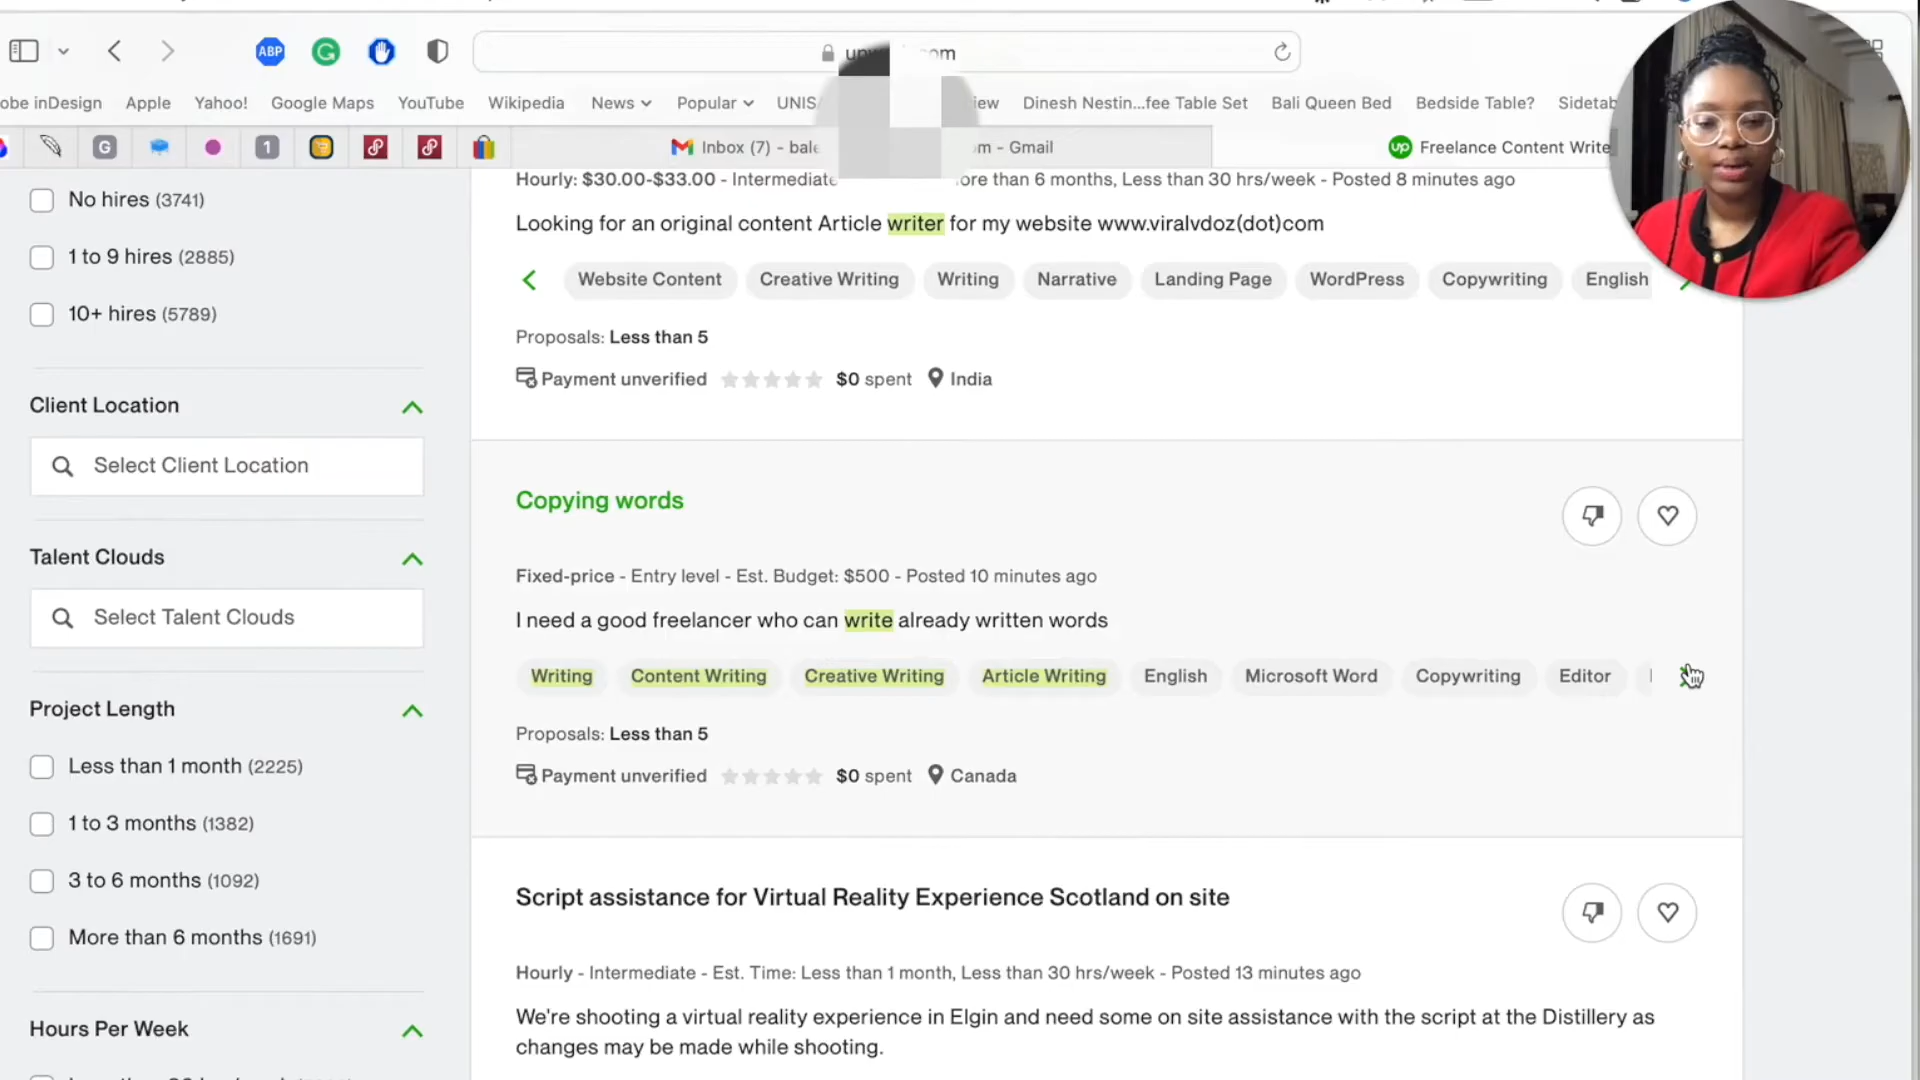 ABP
obe inDesign Apple Yahoo! Google Maps YouTube Wikipedia News Popular Dinesh Nestin...fee Table Set Bali Queen Bed Bedside Table? Sidetab
G 1 Inbox (7) - bale m - Gmail up Freelance Content Write
No hires (3741)
1 to 9 hires (2885)
10+ hires (5789)
Client Location
Select Client Location
Talent Clouds
Select Talent Clouds
Project Length
Less than 1 month (2225)
1 to 3 months (1382)
3 to 6 months (1092)
More than 6 months (1691)
Hours Per Week
Hourly: $30.00-$33.00 - Intermediate ore than 6 months, Less than 30 hrs/week - Posted 8 minutes ago
Looking for an original content Article writer for my website www.viralvdoz(dot)com
Website Content Creative Writing Writing Narrative Landing Page WordPress Copywriting English
Proposals: Less than 5
Payment unverified $0 spent India
Copying words
Fixed-price - Entry level - Est. Budget: $500 - Posted 10 minutes ago
I need a good freelancer who can write already written words
Writing Content Writing Creative Writing Article Writing English Microsoft Word Copywriting Editor
Proposals: Less than 5
Payment unverified $0 spent Canada
Script assistance for Virtual Reality Experience Scotland on site
Hourly - Intermediate - Est. Time: Less than 1 month, Less than 30 hrs/week - Posted 13 minutes ago
We're shooting a virtual reality experience in Elgin and need some on site assistance with the script at the Distillery as
changes may be made while shooting.